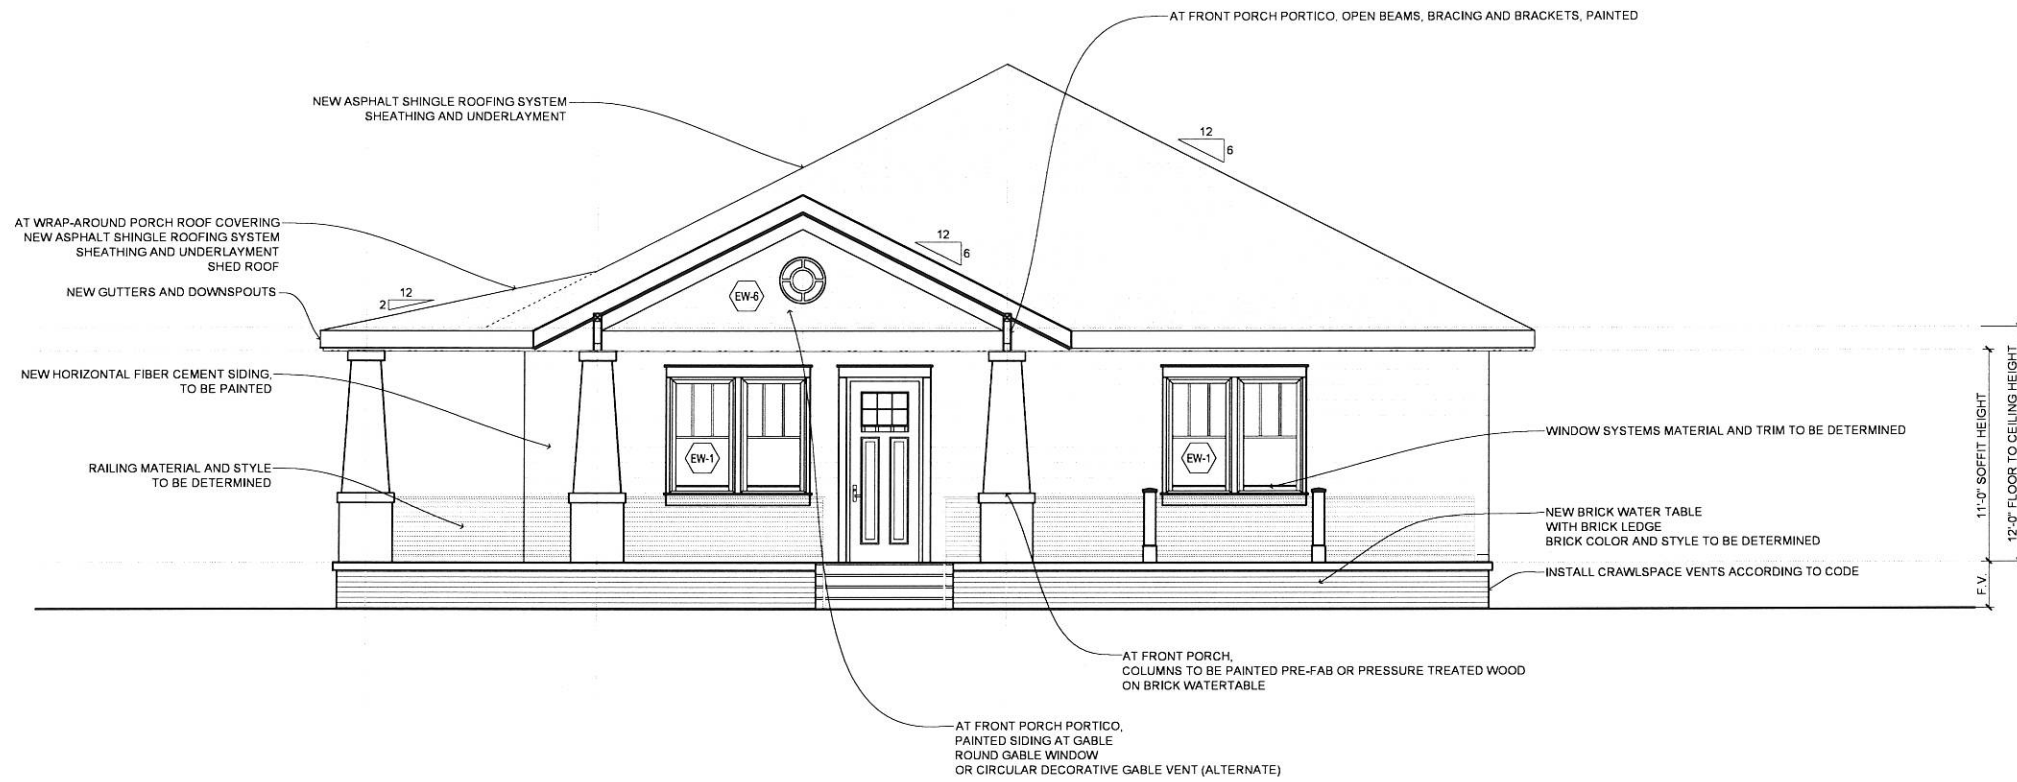 AT FRONT PORCH PORTICO, OPEN BEAMS, BRACING AND BRACKETS, PAINTED
NEW ASPHALT SHINGLE ROOFING SYSTEM
SHEATHING AND UNDERLAYMENT
12
6
AT WRAP-AROUND PORCH ROOF COVERING
NEW ASPHALT SHINGLE ROOFING SYSTEM
SHEATHING AND UNDERLAYMENT
SHED ROOF
12
6
NEW GUTTERS AND DOWNSPOUTS
12
2
EW-6
NEW HORIZONTAL FIBER CEMENT SIDING,
TO BE PAINTED
RAILING MATERIAL AND STYLE
TO BE DETERMINED
EW-1
EW-1
WINDOW SYSTEMS MATERIAL AND TRIM TO BE DETERMINED
NEW BRICK WATER TABLE
WITH BRICK LEDGE
BRICK COLOR AND STYLE TO BE DETERMINED
INSTALL CRAWLSPACE VENTS ACCORDING TO CODE
11'-0" SOFFIT HEIGHT
12'-0" FLOOR TO CEILING HEIGHT
F.V.
AT FRONT PORCH,
COLUMNS TO BE PAINTED PRE-FAB OR PRESSURE TREATED WOOD
ON BRICK WATERTABLE
AT FRONT PORCH PORTICO,
PAINTED SIDING AT GABLE
ROUND GABLE WINDOW
OR CIRCULAR DECORATIVE GABLE VENT (ALTERNATE)